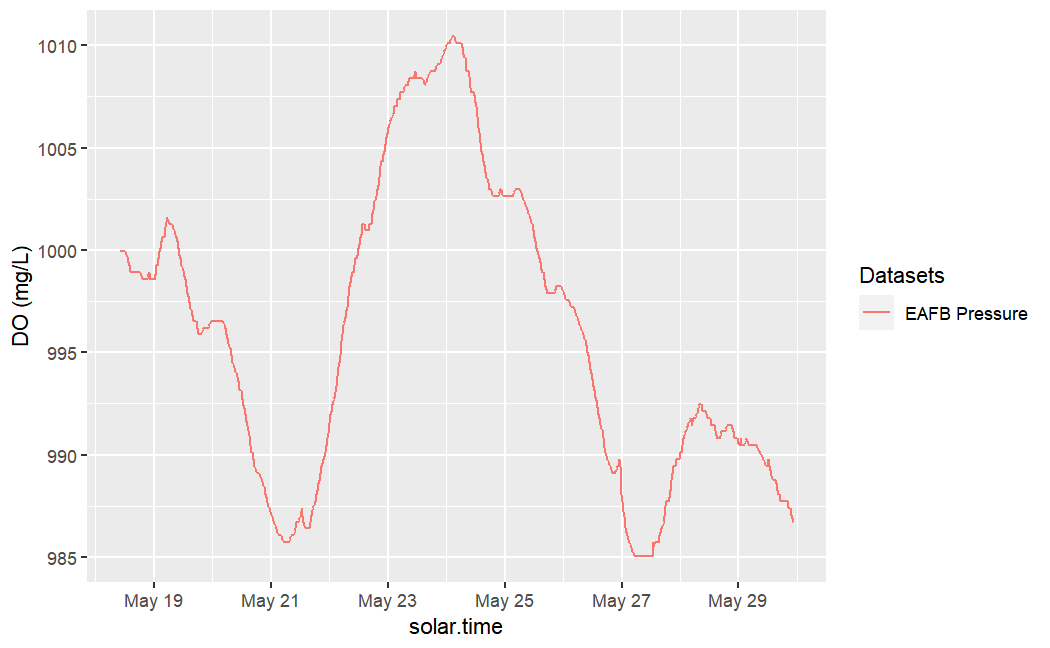 DO (mg/L)
1010
1005
1000
995
990
985
May 19
May 21
May 23
May 25
May 27
May 29
solar.time
Datasets
EAFB Pressure